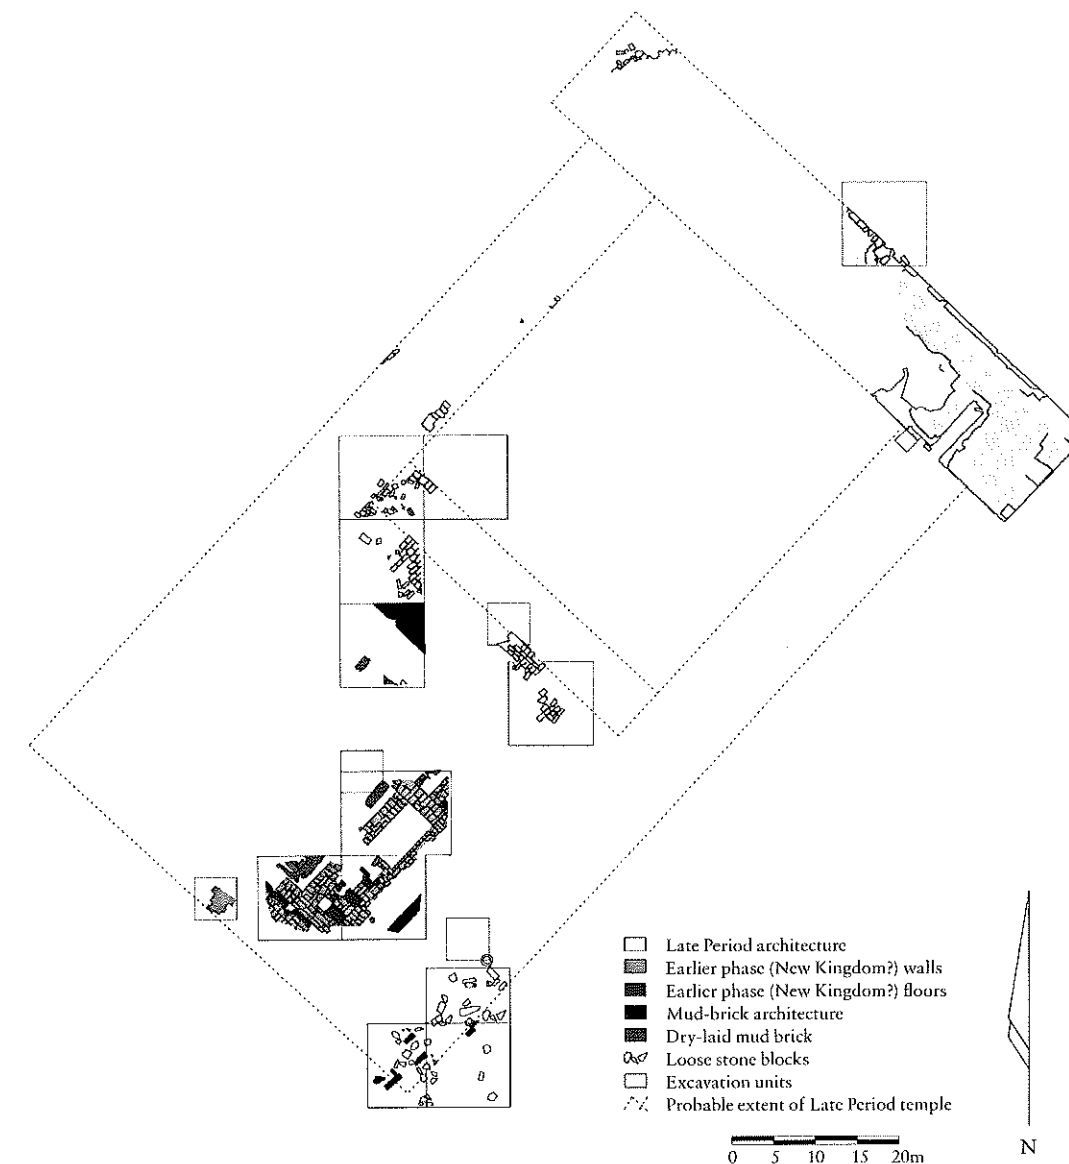 Late Period architecture
Earlier phase (New Kingdom?) walls
Earlier phase (New Kingdom?) floors
Mud-brick architecture
Dry-laid mud brick
Loose stone blocks
Excavation units
Probable extent of Late Period temple
0 5 10 15 20m
N